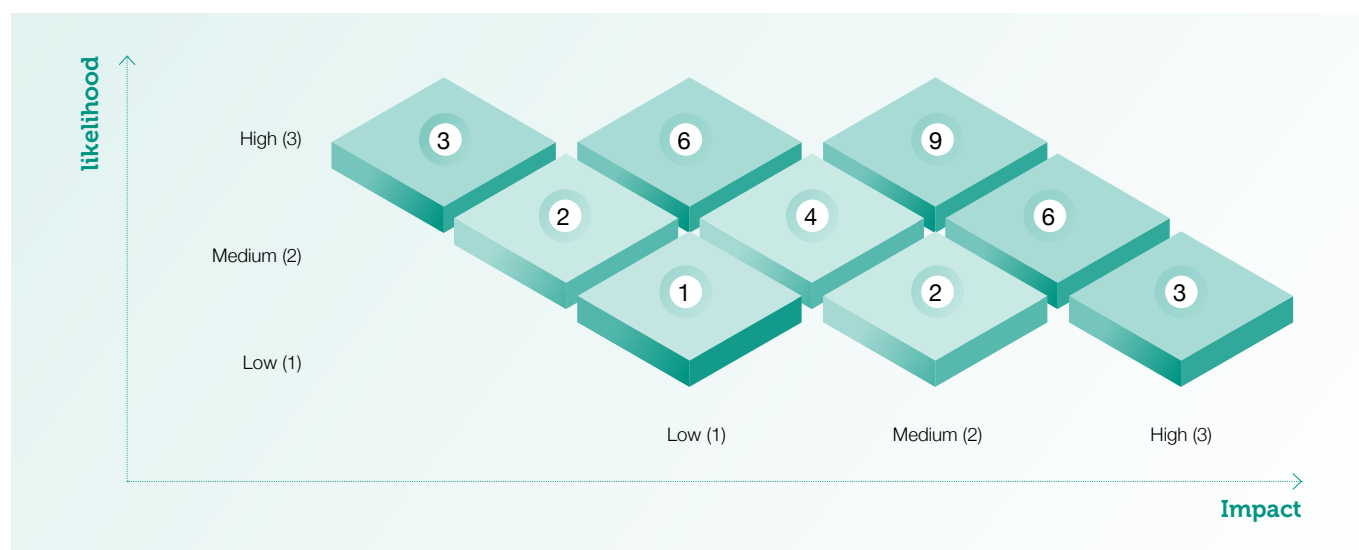 likelihood
High (3)
3
6
9
Medium (2)
2
4
6
Low (1)
1
2
3
Low (1)
Medium (2)
High (3)
Impact